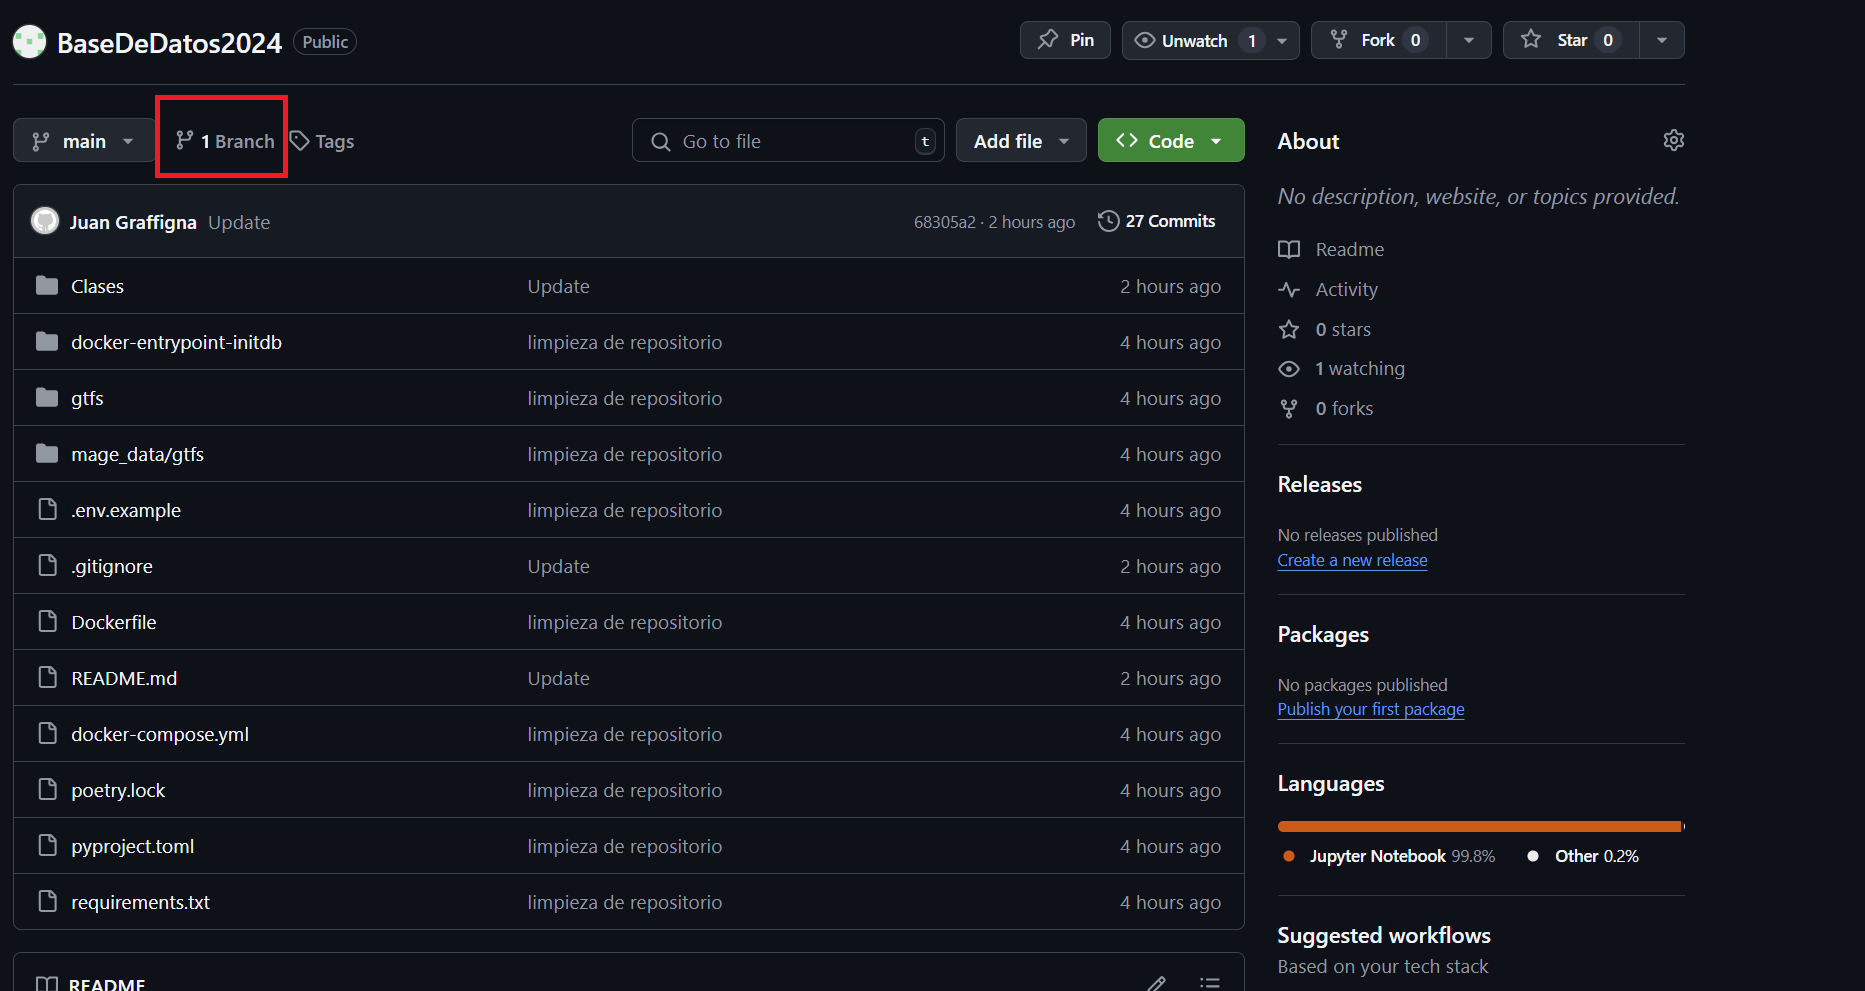 BaseDeDatos2024 Public Pin Unwatch 1 Fork 0 Star 0
main 1 Branch Tags Go to file t Add file Code
Juan Graffigna Update 68305a2 · 2 hours ago 27 Commits
Clases Update 2 hours ago
docker-entrypoint-initdb limpieza de repositorio 4 hours ago
gtfs limpieza de repositorio 4 hours ago
mage_data/gtfs limpieza de repositorio 4 hours ago
.env.example limpieza de repositorio 4 hours ago
.gitignore Update 2 hours ago
Dockerfile limpieza de repositorio 4 hours ago
README.md Update 2 hours ago
docker-compose.yml limpieza de repositorio 4 hours ago
poetry.lock limpieza de repositorio 4 hours ago
pyproject.toml limpieza de repositorio 4 hours ago
requirements.txt limpieza de repositorio 4 hours ago
README
About
No description, website, or topics provided.
Readme
Activity
0 stars
1 watching
0 forks
Releases
No releases published
Create a new release
Packages
No packages published
Publish your first package
Languages
Jupyter Notebook 99.8% Other 0.2%
Suggested workflows
Based on your tech stack